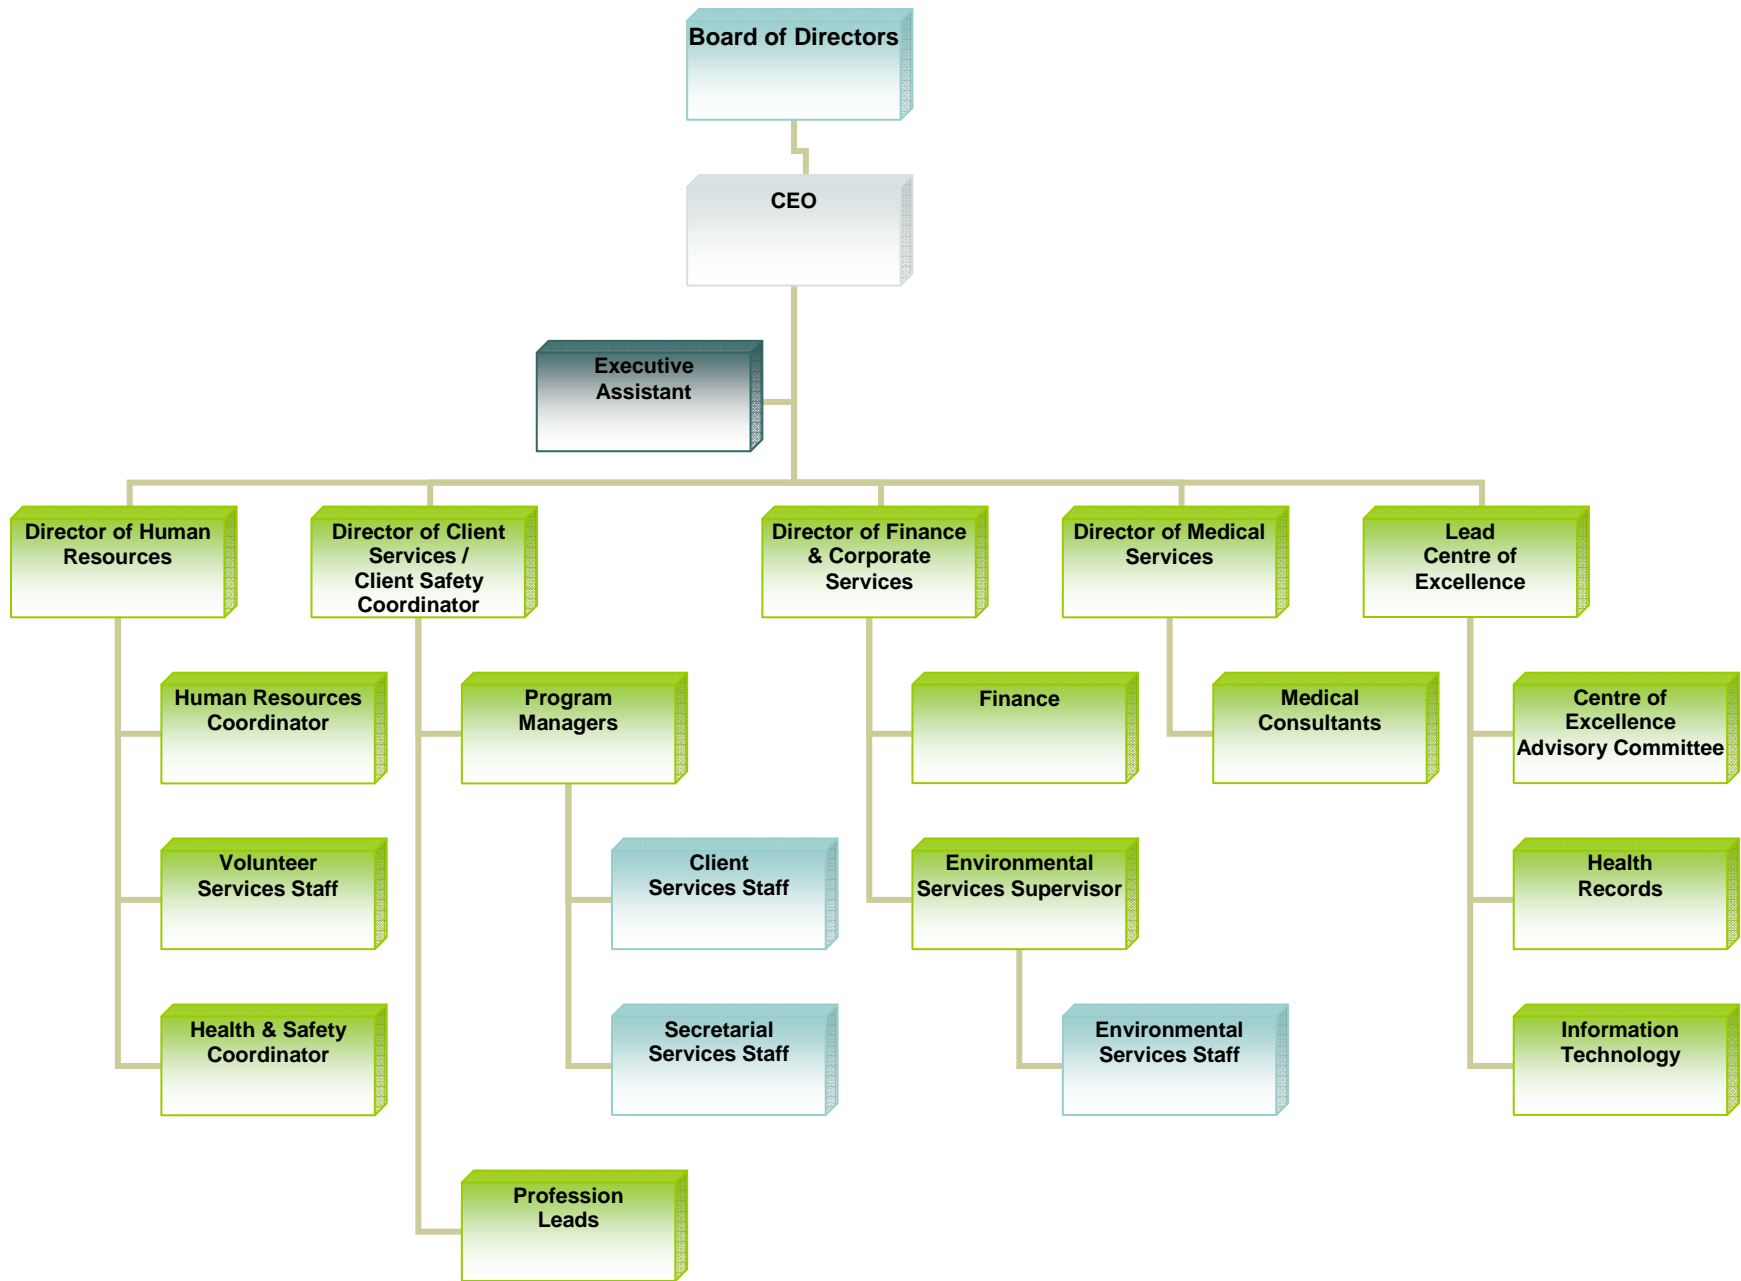 Board of Directors
CEO
Executive
Assistant
Director of Human
Resources
Director of Client
Services /
Client Safety
Coordinator
Director of Finance
& Corporate
Services
Director of Medical
Services
Lead
Centre of
Excellence
Human Resources
Coordinator
Program
Managers
Finance
Medical
Consultants
Centre of
Excellence
Advisory Committee
Volunteer
Services Staff
Client
Services Staff
Environmental
Services Supervisor
Health
Records
Health & Safety
Coordinator
Secretarial
Services Staff
Environmental
Services Staff
Information
Technology
Profession
Leads